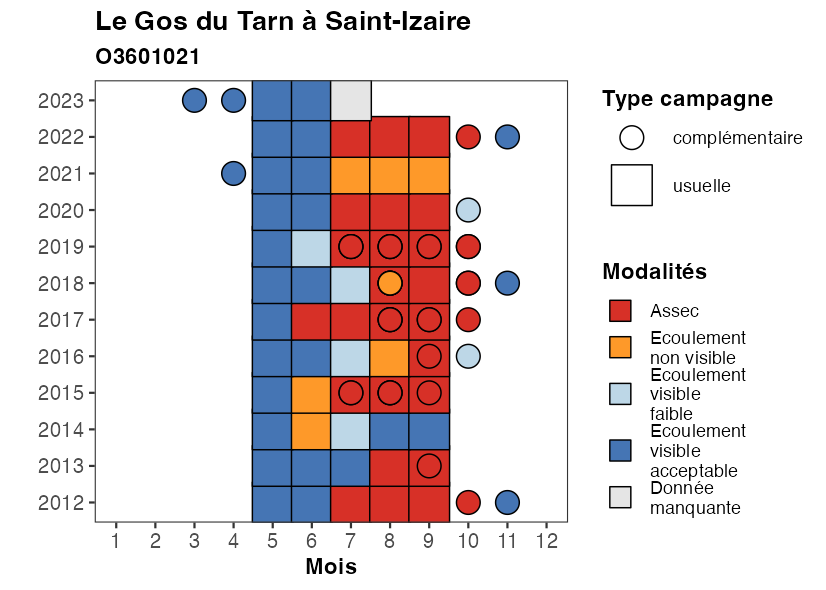 Le Gos du Tarn à Saint-Izaire
O3601021
2023
2022
2021
2020
2019
2018
2017
2016
2015
2014
2013
2012
1 2 3 4 5 6 7 8 9 10 11 12
Mois
Type campagne
complémentaire
usuelle
Modalités
Assec
Ecoulement
non visible
Ecoulement
visible
faible
Ecoulement
visible
acceptable
Donnée
manquante